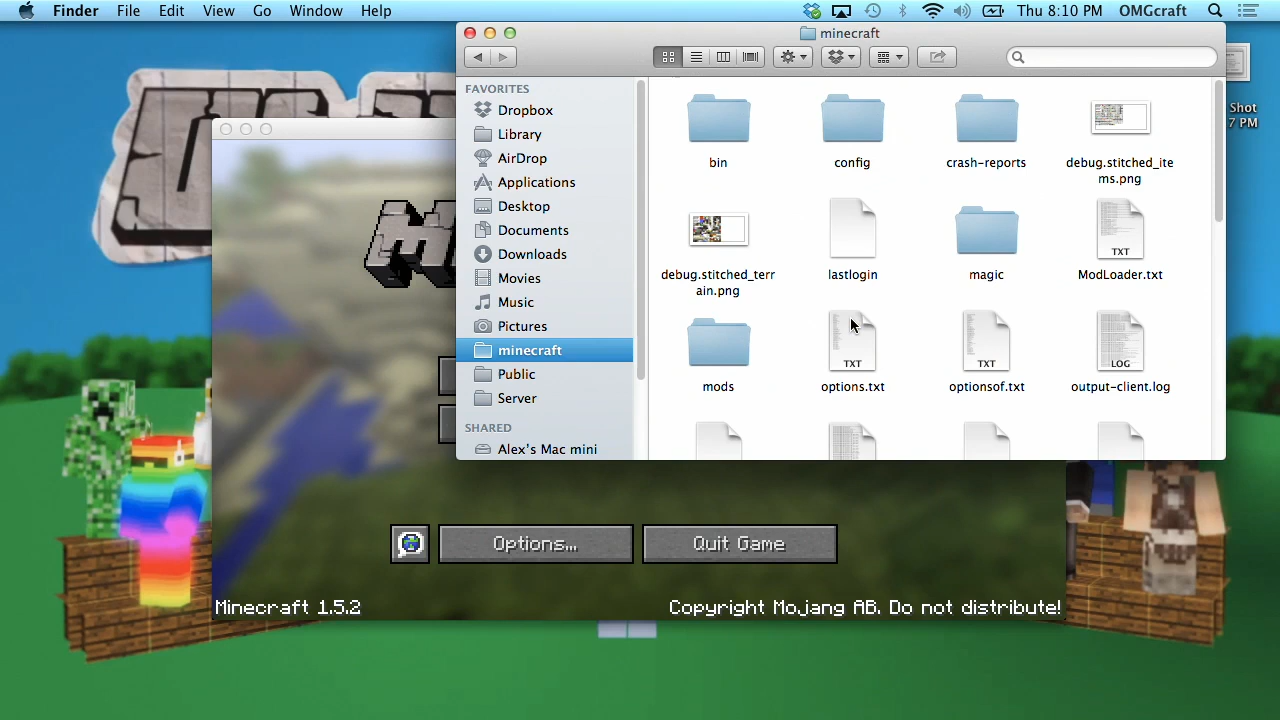 Finder File Edit View Go Window Help Thu 8:10 PM OMGcraft
minecraft
FAVORITES
Dropbox
Library
AirDrop
Applications
Desktop
Documents
Downloads
Movies
Music
Pictures
minecraft
Public
Server
SHARED
Alex's Mac mini
bin
config
crash-reports
debug.stitched_ite
ms.png
debug.stitched_terr
ain.png
lastlogin
magic
TXT
ModLoader.txt
mods
TXT
options.txt
TXT
optionsof.txt
LOG
output-client.log
Shot
7 PM
Options...
Quit Game
Minecraft 1.5.2
Copyright Mojang AB. Do not distribute!